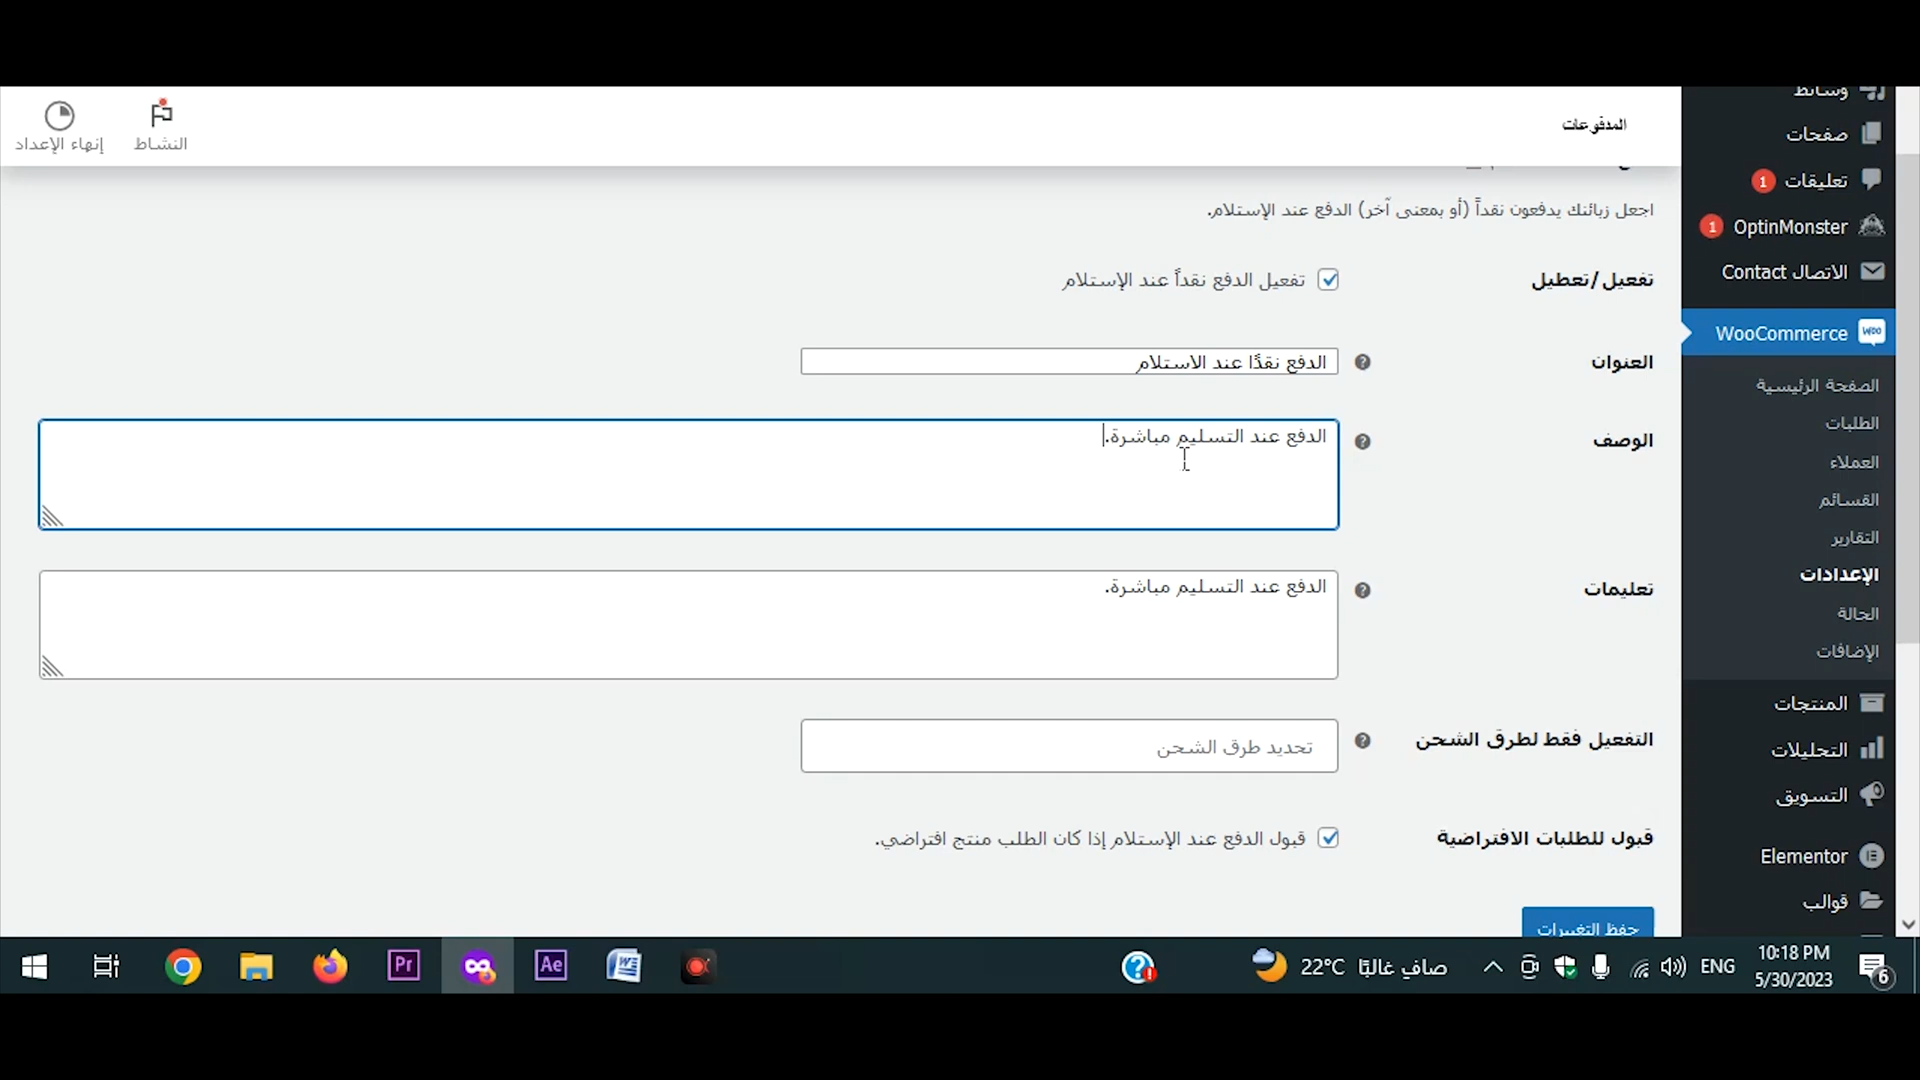 وسائط
صفحات
تعليقات 1
OptinMonster 1
الاتصال Contact
WooCommerce
الصفحة الرئيسية
الطلبات
العملاء
القسائم
التقارير
الإعدادات
الحالة
الإضافات
المنتجات
التحليلات
التسويق
Elementor
قوالب
المدفوعات
النشاط
إنهاء الإعداد
اجعل زبائنك يدفعون نقداً (أو بمعنى آخر) الدفع عند الإستلام.
تفعيل/تعطيل
تفعيل الدفع نقداً عند الإستلام
العنوان
الدفع نقدًا عند الاستلام
الوصف
الدفع عند التسليم مباشرة.
تعليمات
الدفع عند التسليم مباشرة.
التفعيل فقط لطرق الشحن
تحديد طرق الشحن
قبول للطلبات الافتراضية
قبول الدفع عند الإستلام إذا كان الطلب منتج افتراضي.
حفظ التغييرات
Pr
Ae
22°C صافٍ غالبًا
ENG
10:18 PM
5/30/2023
6